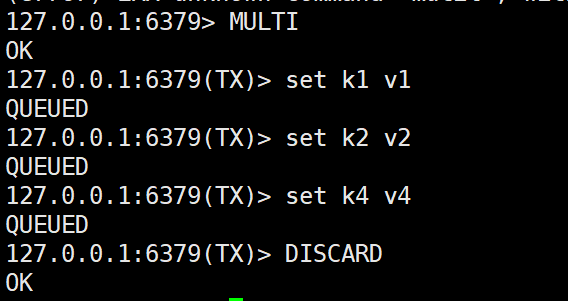 127.0.0.1:6379> MULTI
OK
127.0.0.1:6379(TX)> set k1 v1
QUEUED
127.0.0.1:6379(TX)> set k2 v2
QUEUED
127.0.0.1:6379(TX)> set k4 v4
QUEUED
127.0.0.1:6379(TX)> DISCARD
OK